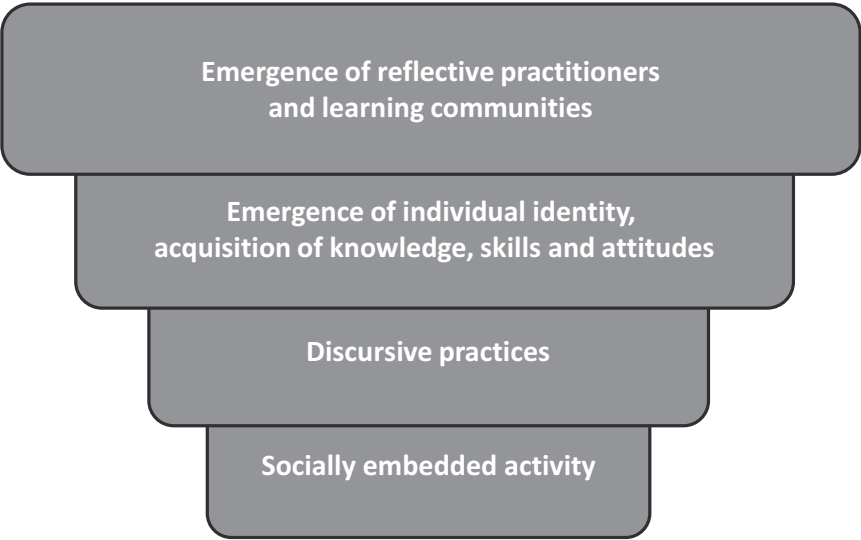 Emergence of reflective practitioners
and learning communities
Emergence of individual identity,
acquisition of knowledge, skills and attitudes
Discursive practices
Socially embedded activity